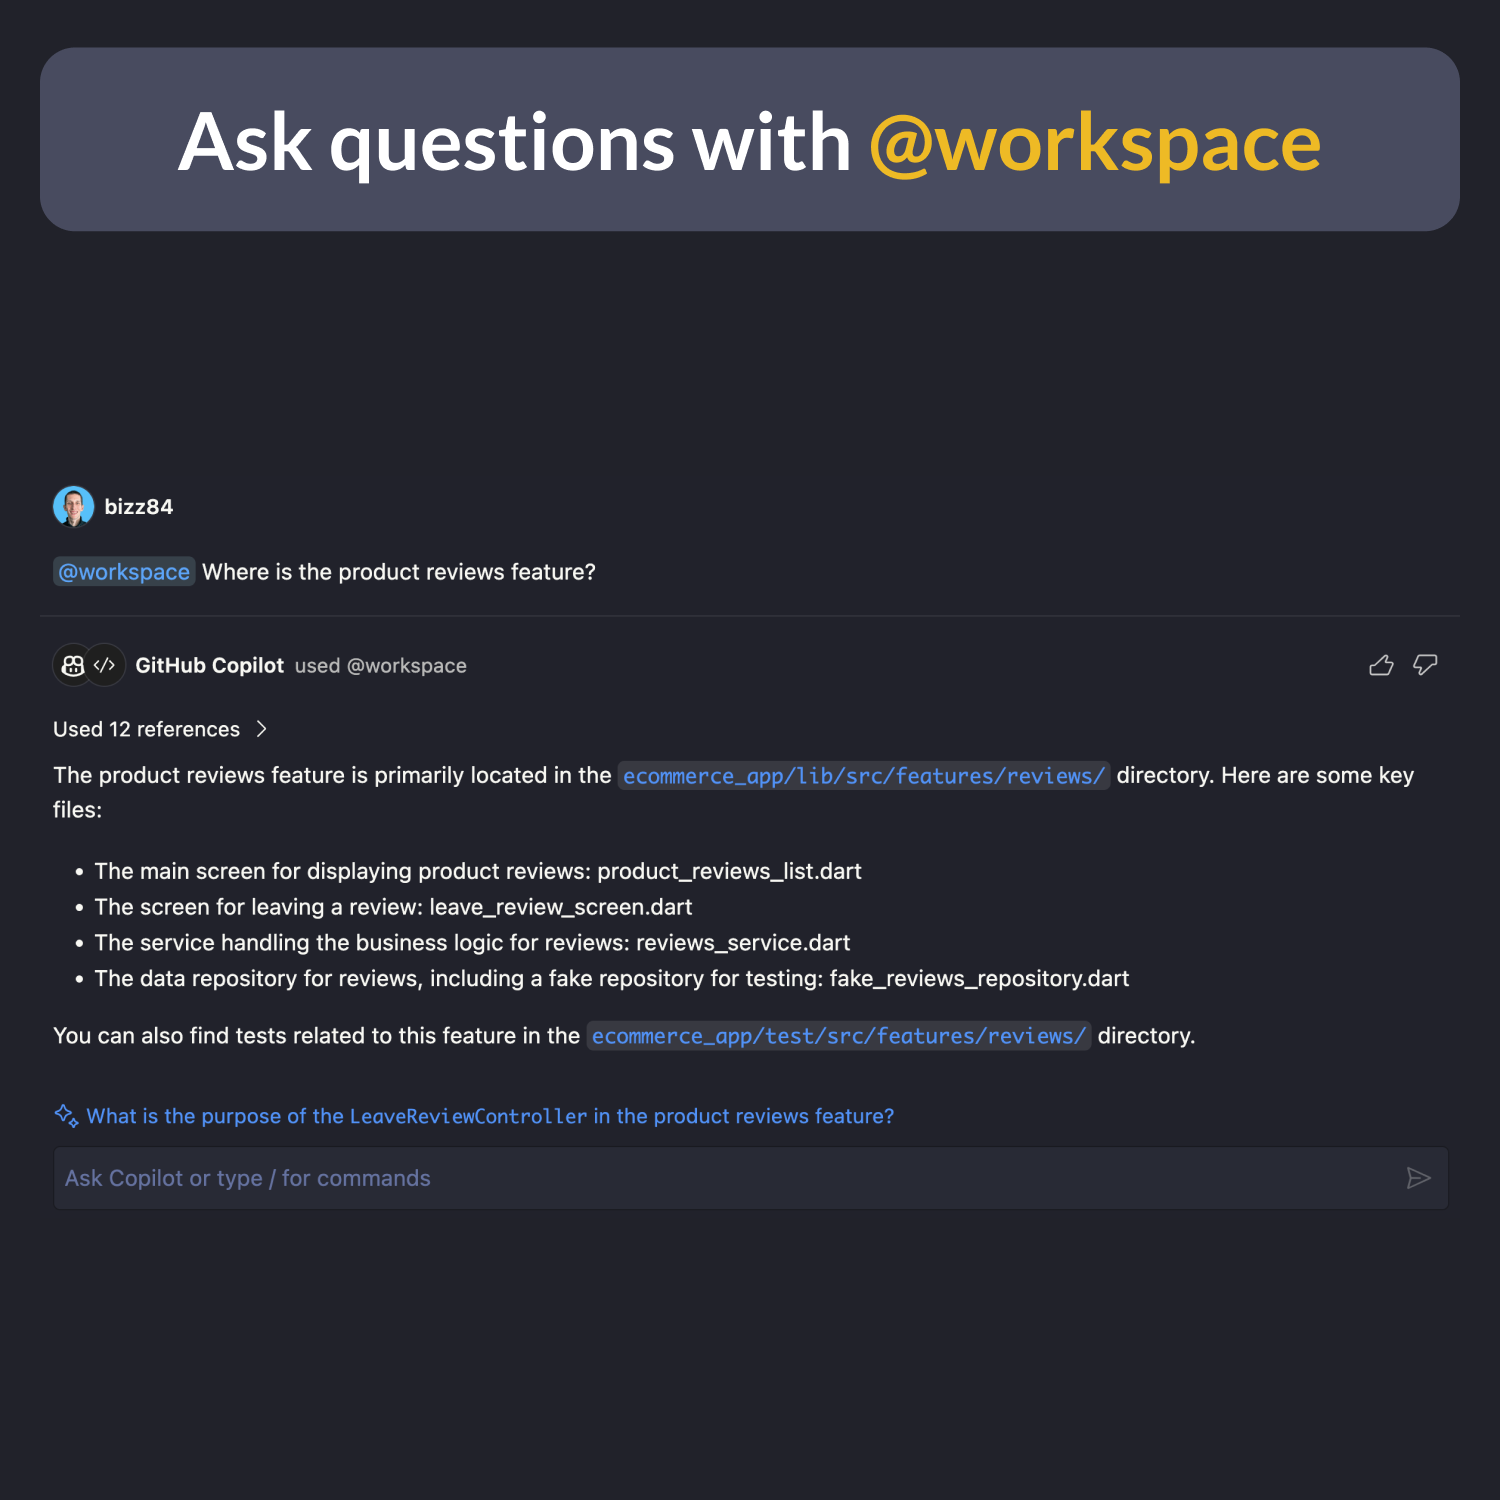 Ask questions with @workspace
bizz84
@workspace Where is the product reviews feature?
GitHub Copilot used @workspace
Used 12 references
The product reviews feature is primarily located in the ecommerce_app/lib/src/features/reviews/ directory. Here are some key
files:
• The main screen for displaying product reviews: product_reviews_list.dart
• The screen for leaving a review: leave_review_screen.dart
• The service handling the business logic for reviews: reviews_service.dart
• The data repository for reviews, including a fake repository for testing: fake_reviews_repository.dart
You can also find tests related to this feature in the ecommerce_app/test/src/features/reviews/ directory.
What is the purpose of the LeaveReviewController in the product reviews feature?
Ask Copilot or type / for commands